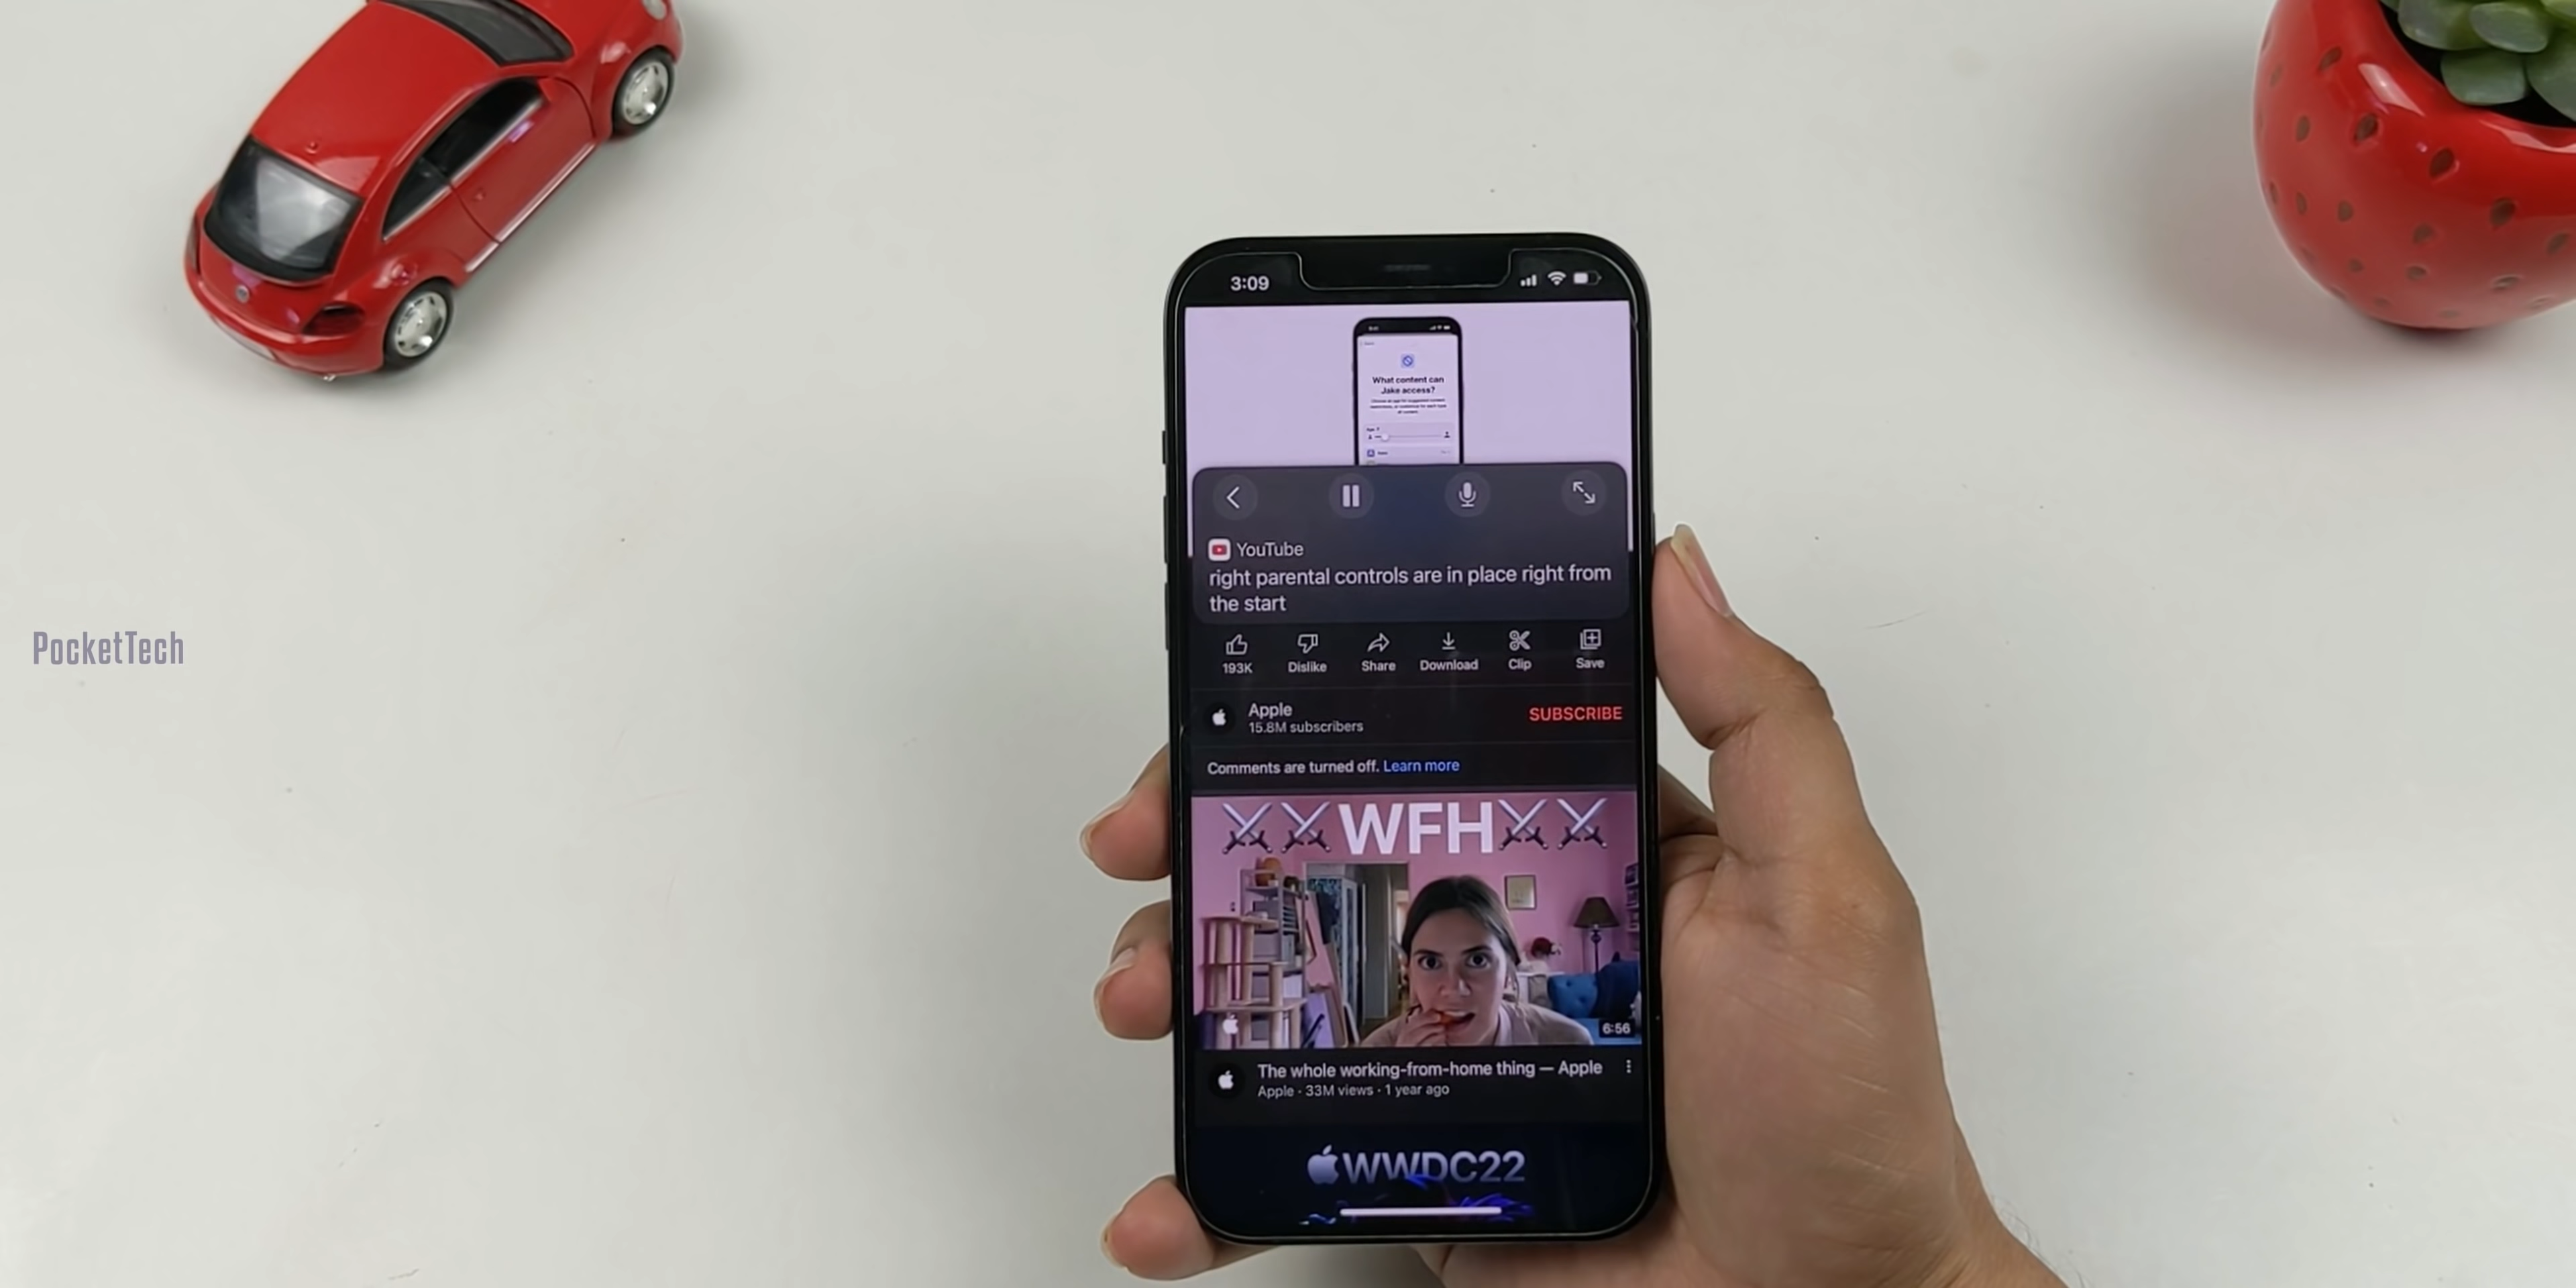 3:09
What content can
Jake access?
YouTube
right parental controls are in place right from
the start
193K
Dislike
Share
Download
Clip
Save
Apple
15.8M subscribers
SUBSCRIBE
Comments are turned off. Learn more
WFH
6:56
The whole working-from-home thing — Apple
Apple · 33M views · 1 year ago
WWDC22
PocketTech